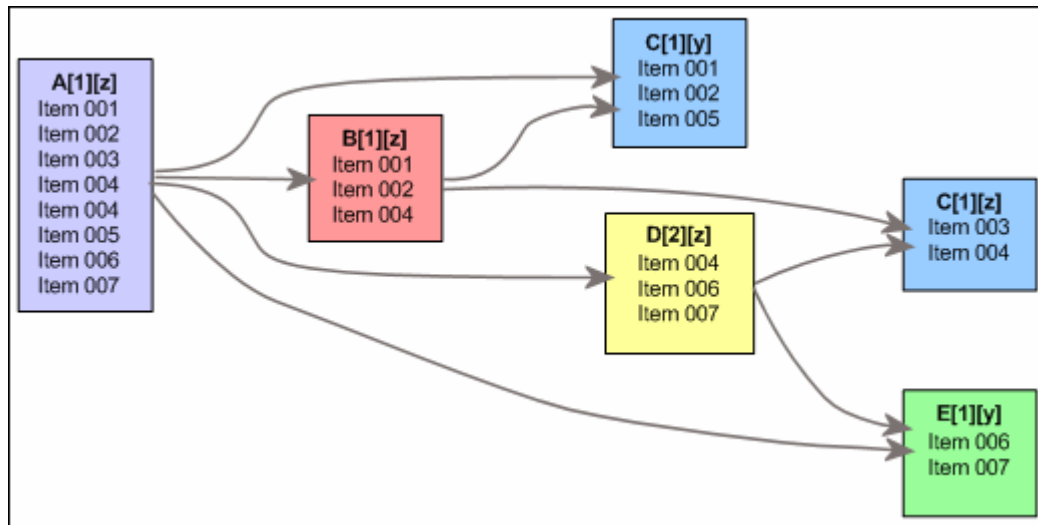 A[1][z]
Item 001
Item 002
Item 003
Item 004
Item 004
Item 005
Item 006
Item 007
B[1][z]
Item 001
Item 002
Item 004
C[1][y]
Item 001
Item 002
Item 005
D[2][z]
Item 004
Item 006
Item 007
C[1][z]
Item 003
Item 004
E[1][y]
Item 006
Item 007